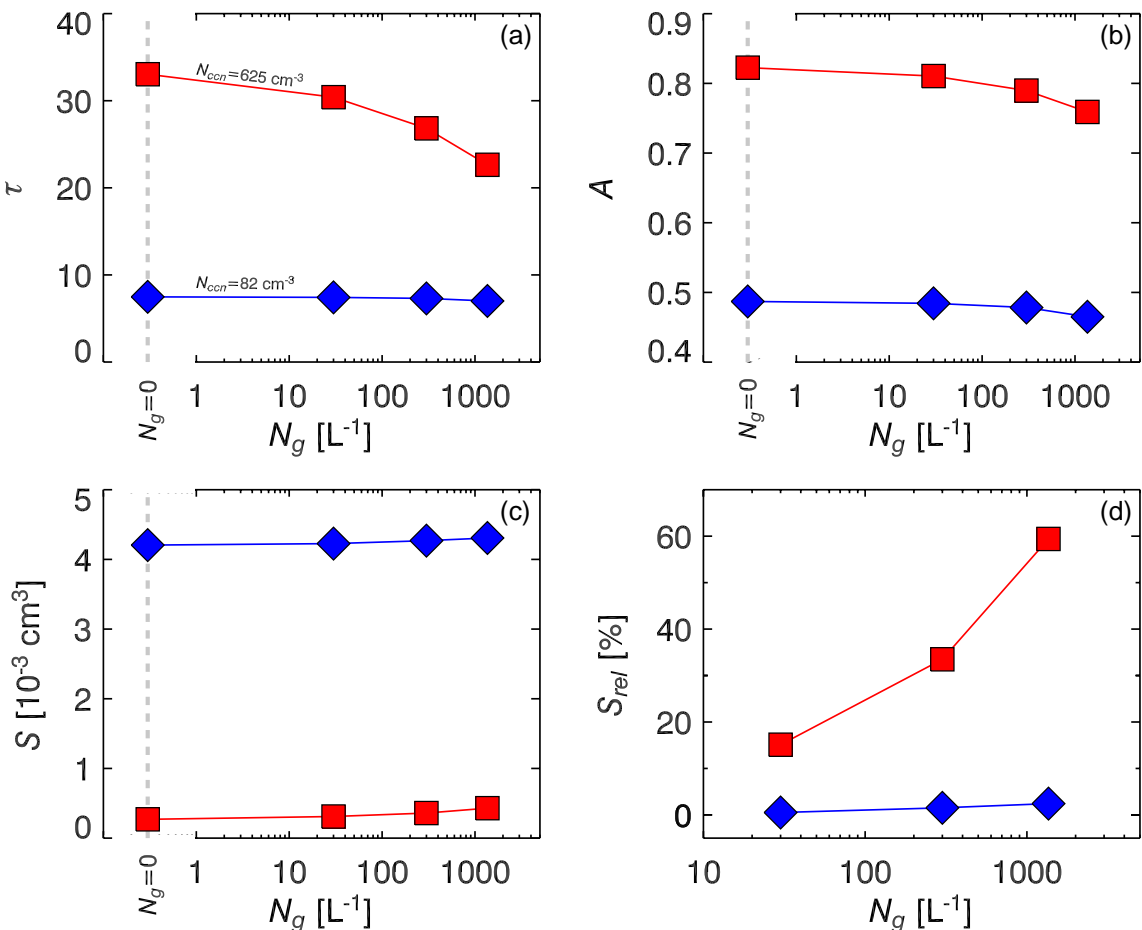 (a)
40
30
20
10
0
τ
N_ccn=625 cm⁻³
N_ccn=82 cm⁻³
N_g=0
1 10 100 1000
N_g [L⁻¹]
(b)
0.9
0.8
0.7
0.6
0.5
0.4
A
N_g=0
1 10 100 1000
N_g [L⁻¹]
(c)
5
4
3
2
1
0
S [10⁻³ cm³]
N_g=0
1 10 100 1000
N_g [L⁻¹]
(d)
60
40
20
0
S_rel [%]
10 100 1000
N_g [L⁻¹]